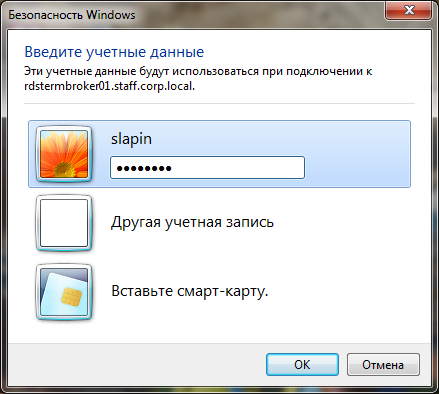 Безопасность Windows
Введите учетные данные
Эти учетные данные будут использоваться при подключении к
rdstermbroker01.staff.corp.local.
slapin
●●●●●●●●
Другая учетная запись
Вставьте смарт-карту.
OK
Отмена